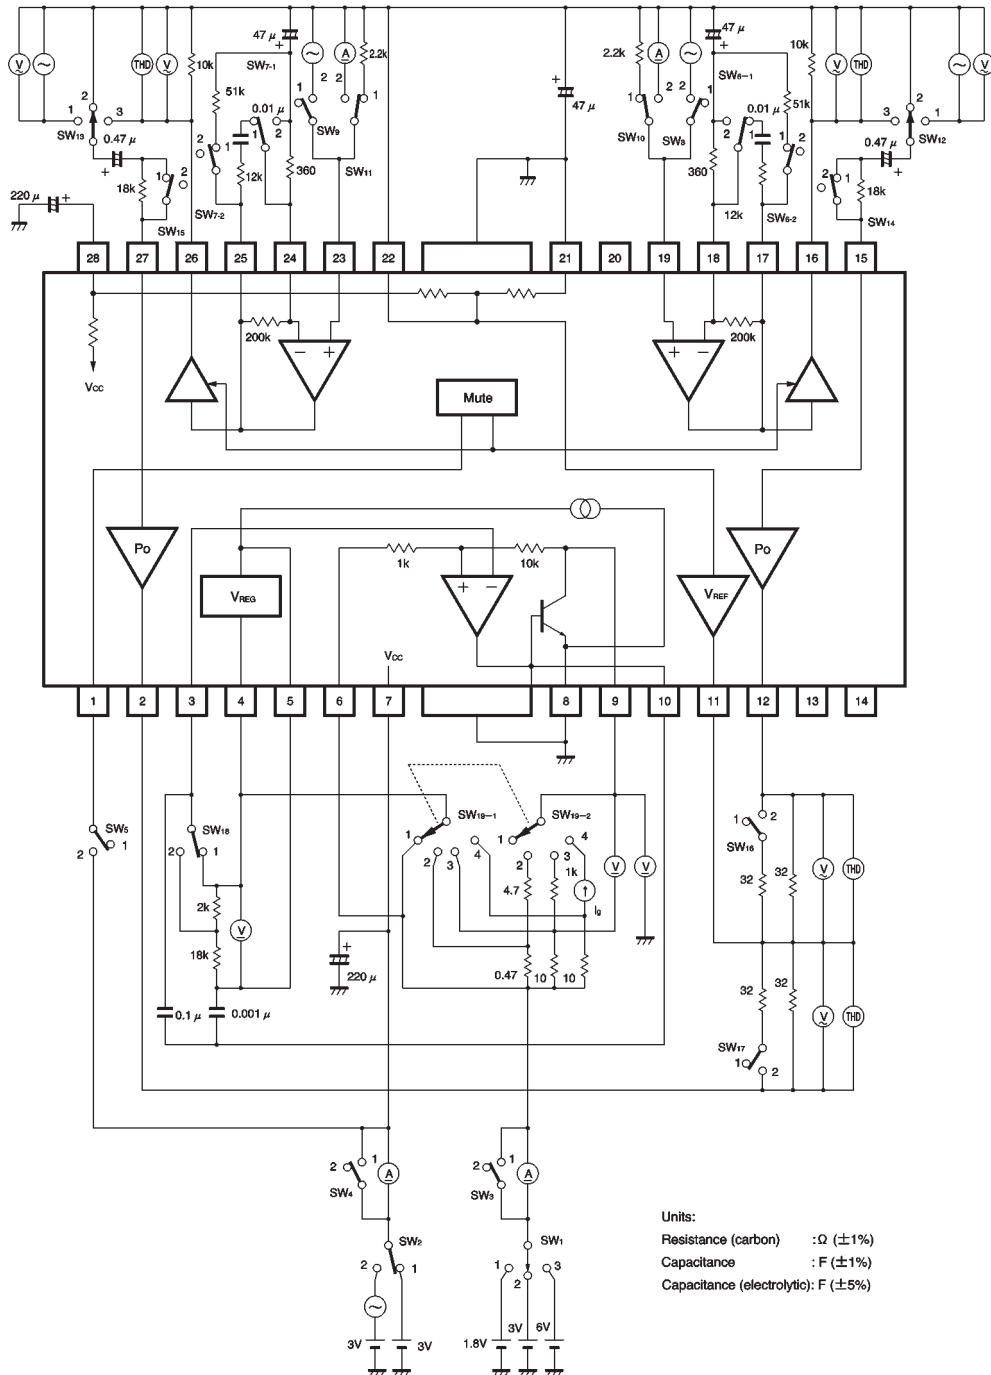 47 μ
47 μ
SW7-1
2.2k
2.2k
SW6-1
V
~
THD
V
10k
~
A
A
~
10k
V
THD
~
V
2
2
2
2
51k
0.01 μ
1
1
47 μ
1
1
0.01 μ
51k
2
1
3
2
SW9
SW10
SW8
2
3
2
1
SW13
0.47 μ
2
1
1
1
1
2
0.47 μ
SW12
18k
1
2
12k
360
SW11
360
12k
2
1
18k
220 μ
SW7-2
SW6-2
SW15
SW14
28
27
26
25
24
23
22
21
20
19
18
17
16
15
200k
− +
+ −
200k
Vcc
Mute
Po
1k
10k
Po
VREG
+ −
VREF
Vcc
1
2
3
4
5
6
7
8
9
10
11
12
13
14
SW5
2
1
SW18
2
1
SW19-1
1
2
3
4
SW19-2
1
2
3
4
1
2
SW16
2k
V
4.7
1k
Ig
V
V
32
32
V
THD
18k
220 μ
0.47
10
10
0.1 μ
0.001 μ
32
32
V
THD
SW17
1
2
2
1
A
SW4
2
1
A
SW3
SW2
2
1
SW1
1
2
3
~
3V
3V
1.8V
3V
6V
Units:
Resistance (carbon) : Ω (±1%)
Capacitance : F (±1%)
Capacitance (electrolytic): F (±5%)